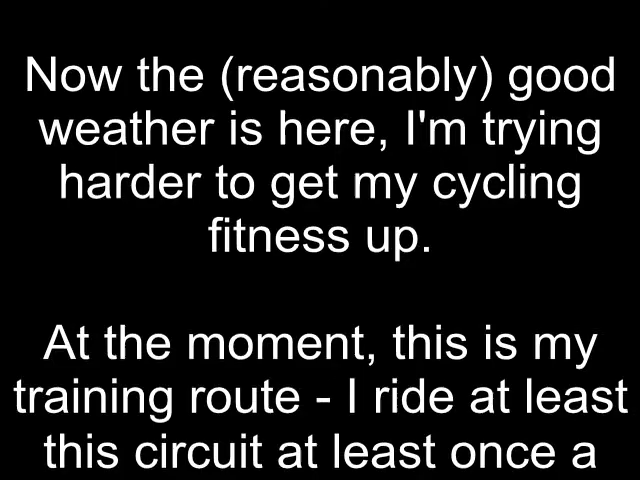 Now the (reasonably) good
weather is here, I'm trying
harder to get my cycling
fitness up.
At the moment, this is my
training route - I ride at least
this circuit at least once a